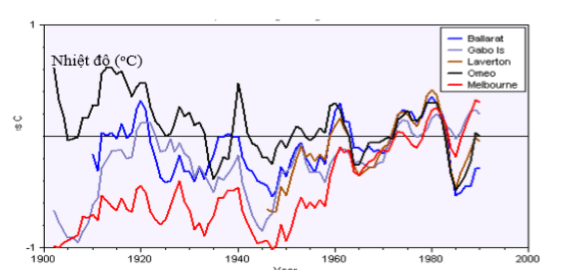 1
Nhiệt độ (°C)
Ballarat
Gabo Is
Laverton
Omeo
Melbourne
-1
1900
1920
1940
1960
1980
2000